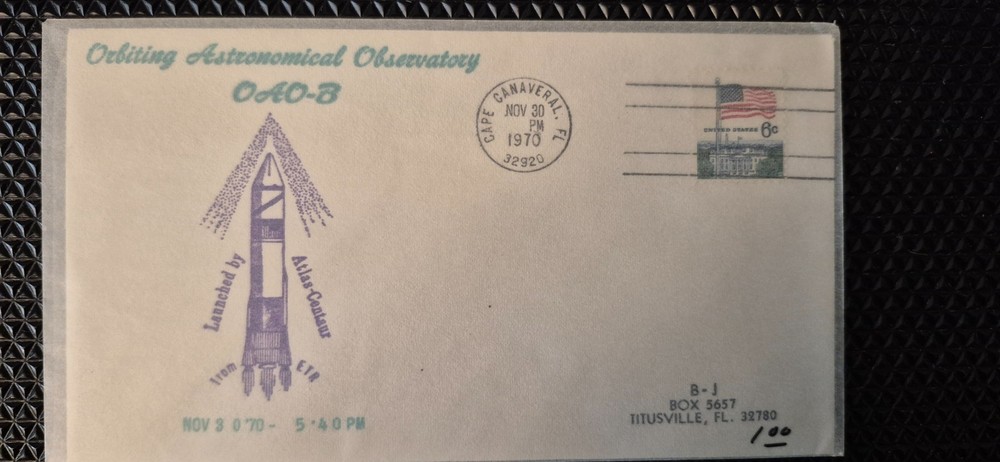 Orbiting Astronomical Observatory
OAO-B
CAPE CANAVERAL, FL
NOV 30
PM
1970
32920
UNITED STATES 6c
Launched by
Atlas-Centaur
from ETR
NOV 3 0 '70 - 5 '4 0 PM
B-J
BOX 5657
TITUSVILLE, FL. 32780
1 00